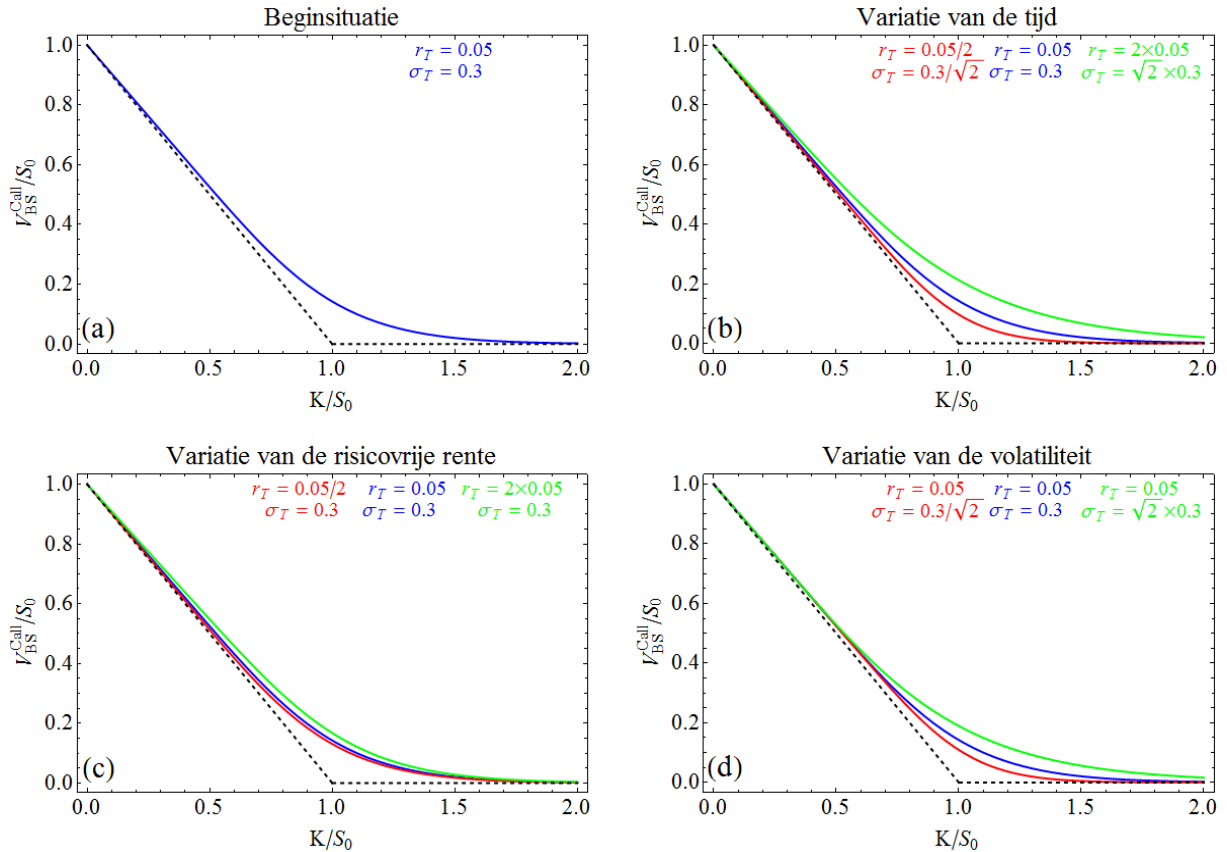 Beginsituatie
r_T = 0.05
σ_T = 0.3
V_BS^Call/S_0
1.0
0.8
0.6
0.4
0.2
0.0
(a)
0.0 0.5 1.0 1.5 2.0
K/S_0
Variatie van de tijd
r_T = 0.05/2 r_T = 0.05 r_T = 2×0.05
σ_T = 0.3/√2 σ_T = 0.3 σ_T = √2×0.3
V_BS^Call/S_0
1.0
0.8
0.6
0.4
0.2
0.0
(b)
0.0 0.5 1.0 1.5 2.0
K/S_0
Variatie van de risicovrije rente
r_T = 0.05/2 r_T = 0.05 r_T = 2×0.05
σ_T = 0.3 σ_T = 0.3 σ_T = 0.3
V_BS^Call/S_0
1.0
0.8
0.6
0.4
0.2
0.0
(c)
0.0 0.5 1.0 1.5 2.0
K/S_0
Variatie van de volatiliteit
r_T = 0.05 r_T = 0.05 r_T = 0.05
σ_T = 0.3/√2 σ_T = 0.3 σ_T = √2×0.3
V_BS^Call/S_0
1.0
0.8
0.6
0.4
0.2
0.0
(d)
0.0 0.5 1.0 1.5 2.0
K/S_0